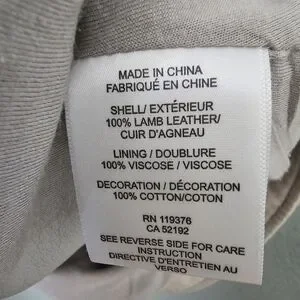 MADE IN CHINA
FABRIQUÉ EN CHINE
SHELL/ EXTÉRIEUR
100% LAMB LEATHER/
CUIR D'AGNEAU
LINING / DOUBLURE
100% VISCOSE / VISCOSE
DECORATION / DÉCORATION
100% COTTON/COTON
RN 119376
CA 52192
SEE REVERSE SIDE FOR CARE
INSTRUCTION
DIRECTIVE D'ENTRETIEN AU
VERSO